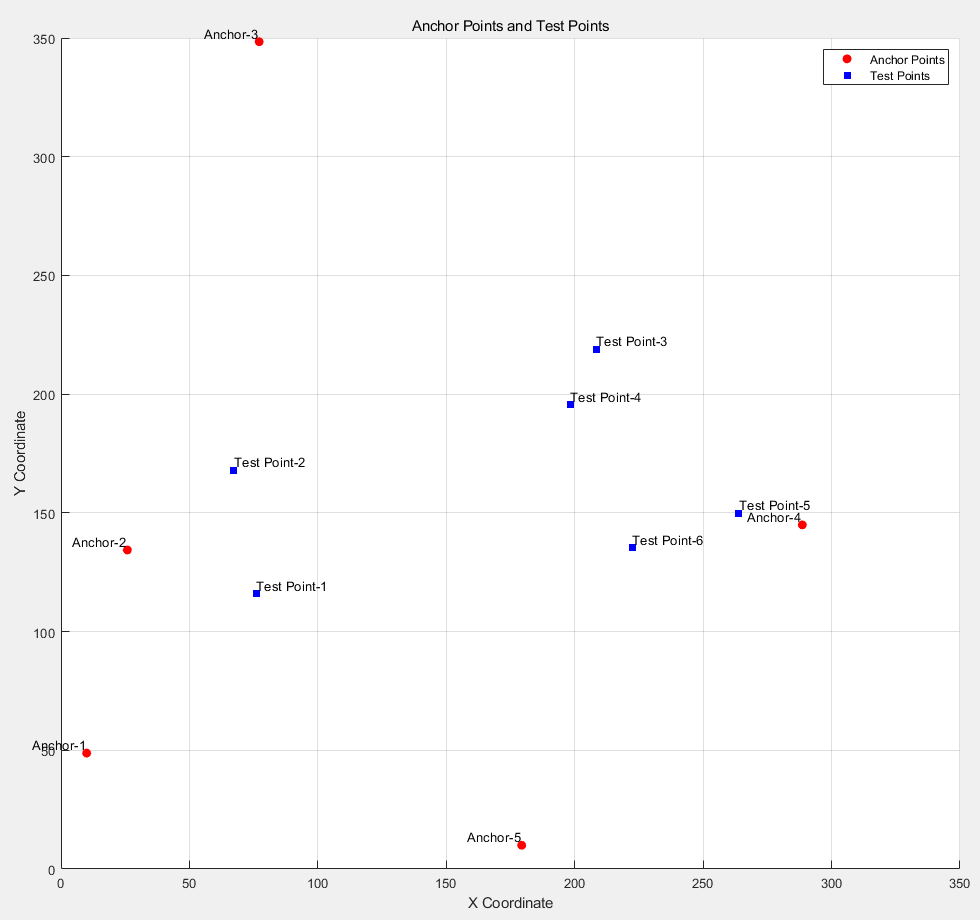 Anchor Points and Test Points
Anchor-3
350
Anchor Points
Test Points
300
250
Test Point-3
200
Test Point-4
Test Point-2
150
Test Point-5
Anchor-4
Anchor-2
Test Point-6
Test Point-1
100
Anchor-1
50
Anchor-5
0
0 50 100 150 200 250 300 350
X Coordinate
Y Coordinate